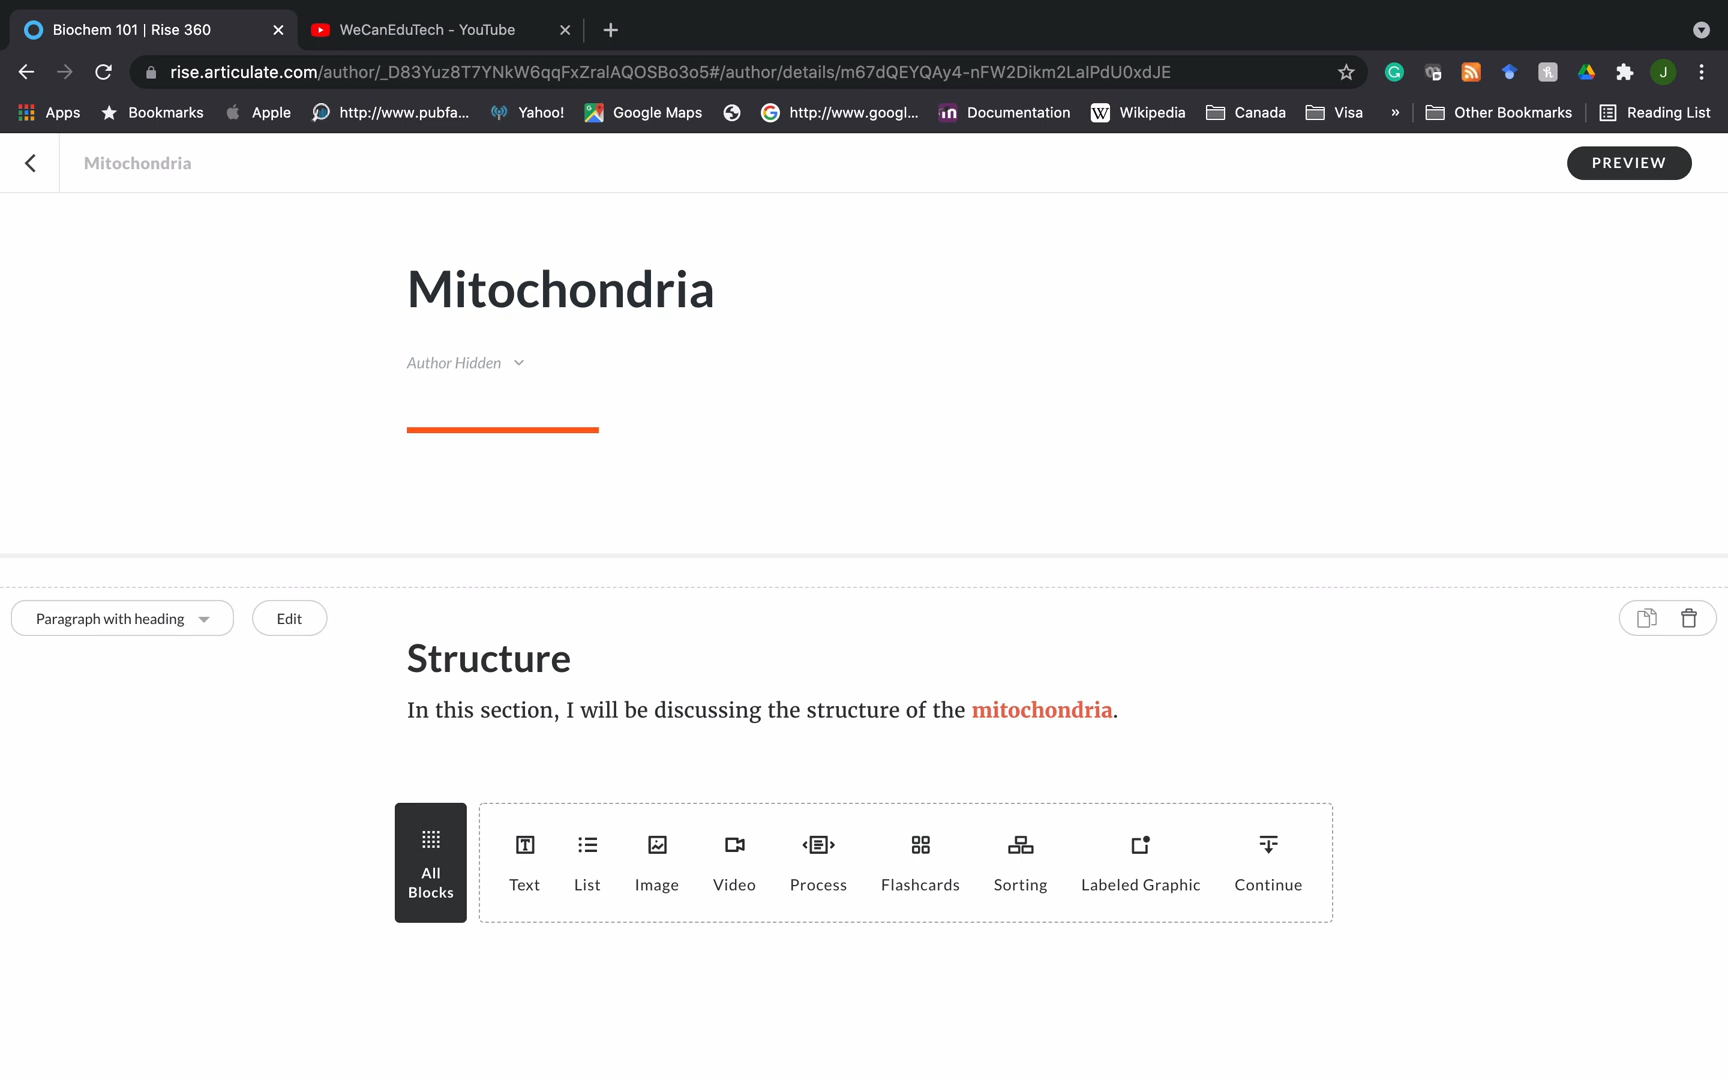 Biochem 101 | Rise 360
WeCanEduTech - YouTube
rise.articulate.com/author/_D83Yuz8T7YNkW6qqFxZralAQOSBo3o5#/author/details/m67dQEYQAy4-nFW2Dikm2LalPdU0xdJE
J
Apps
Bookmarks
Apple
http://www.pubfa...
Yahoo!
Google Maps
http://www.googl...
Documentation
Wikipedia
Canada
Visa
»
Other Bookmarks
Reading List
Mitochondria
PREVIEW
Mitochondria
Author Hidden
Paragraph with heading
Edit
Structure
In this section, I will be discussing the structure of the mitochondria.
All Blocks
Text
List
Image
Video
Process
Flashcards
Sorting
Labeled Graphic
Continue